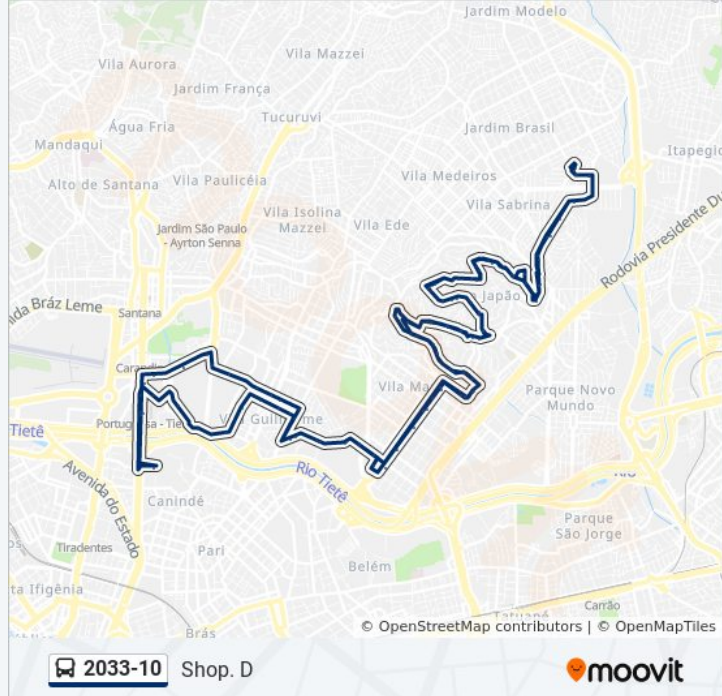 Jardim Modelo
Vila Mazzei
Vila Aurora
Jardim França
Tucuruvi
Água Fria
Jardim Brasil
Mandaqui
Itapegic
Alto de Santana
Vila Paulicéia
Vila Medeiros
Vila Sabrina
Vila Isolina
Mazzei
Vila Ede
Jardim São Paulo
- Ayrton Senna
Rodovia Presidente Du
nida Bráz Leme
Santana
Japão
Carandi
Vila Ma
Parque Novo
Mundo
Portuguesa - Tie
Vila Guilherme
Tietê
Avenida do Estado
Rio Tietê
Canindé
Parque
São Jorge
Tiradentes
Pari
Belém
ta Ifigênia
Tatuapé
Carrão
Brás
© OpenStreetMap contributors | © OpenMapTiles
2033-10 Shop. D
moovit